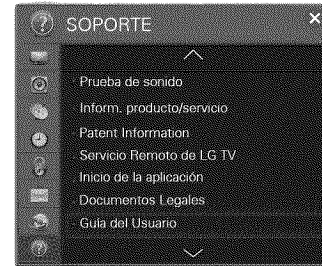 SOPORTE
Prueba de sonido
Inform. producto/servicio
Patent Information
Servicio Remoto de LG TV
Inicio de la aplicación
Documentos Legales
Guía del Usuario